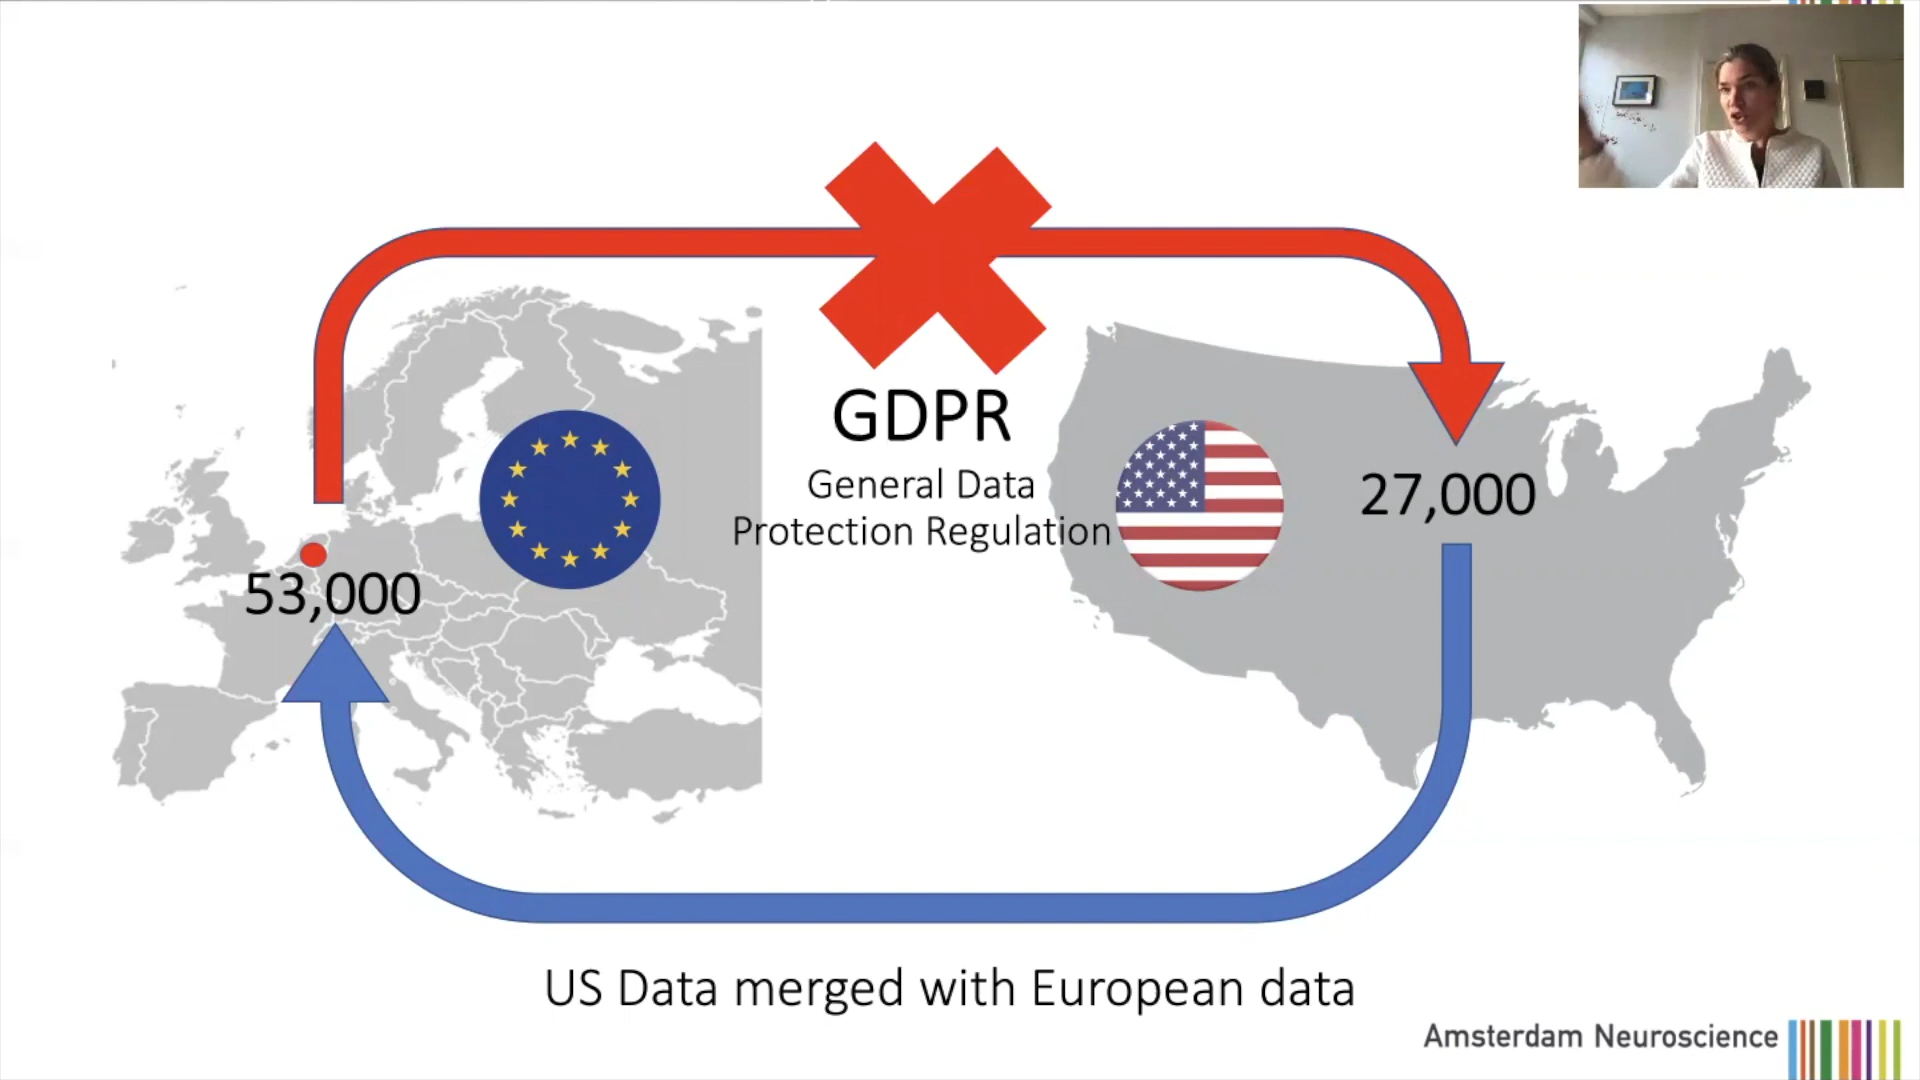 GDPR
General Data
Protection Regulation
27,000
53,000
US Data merged with European data
Amsterdam Neuroscience